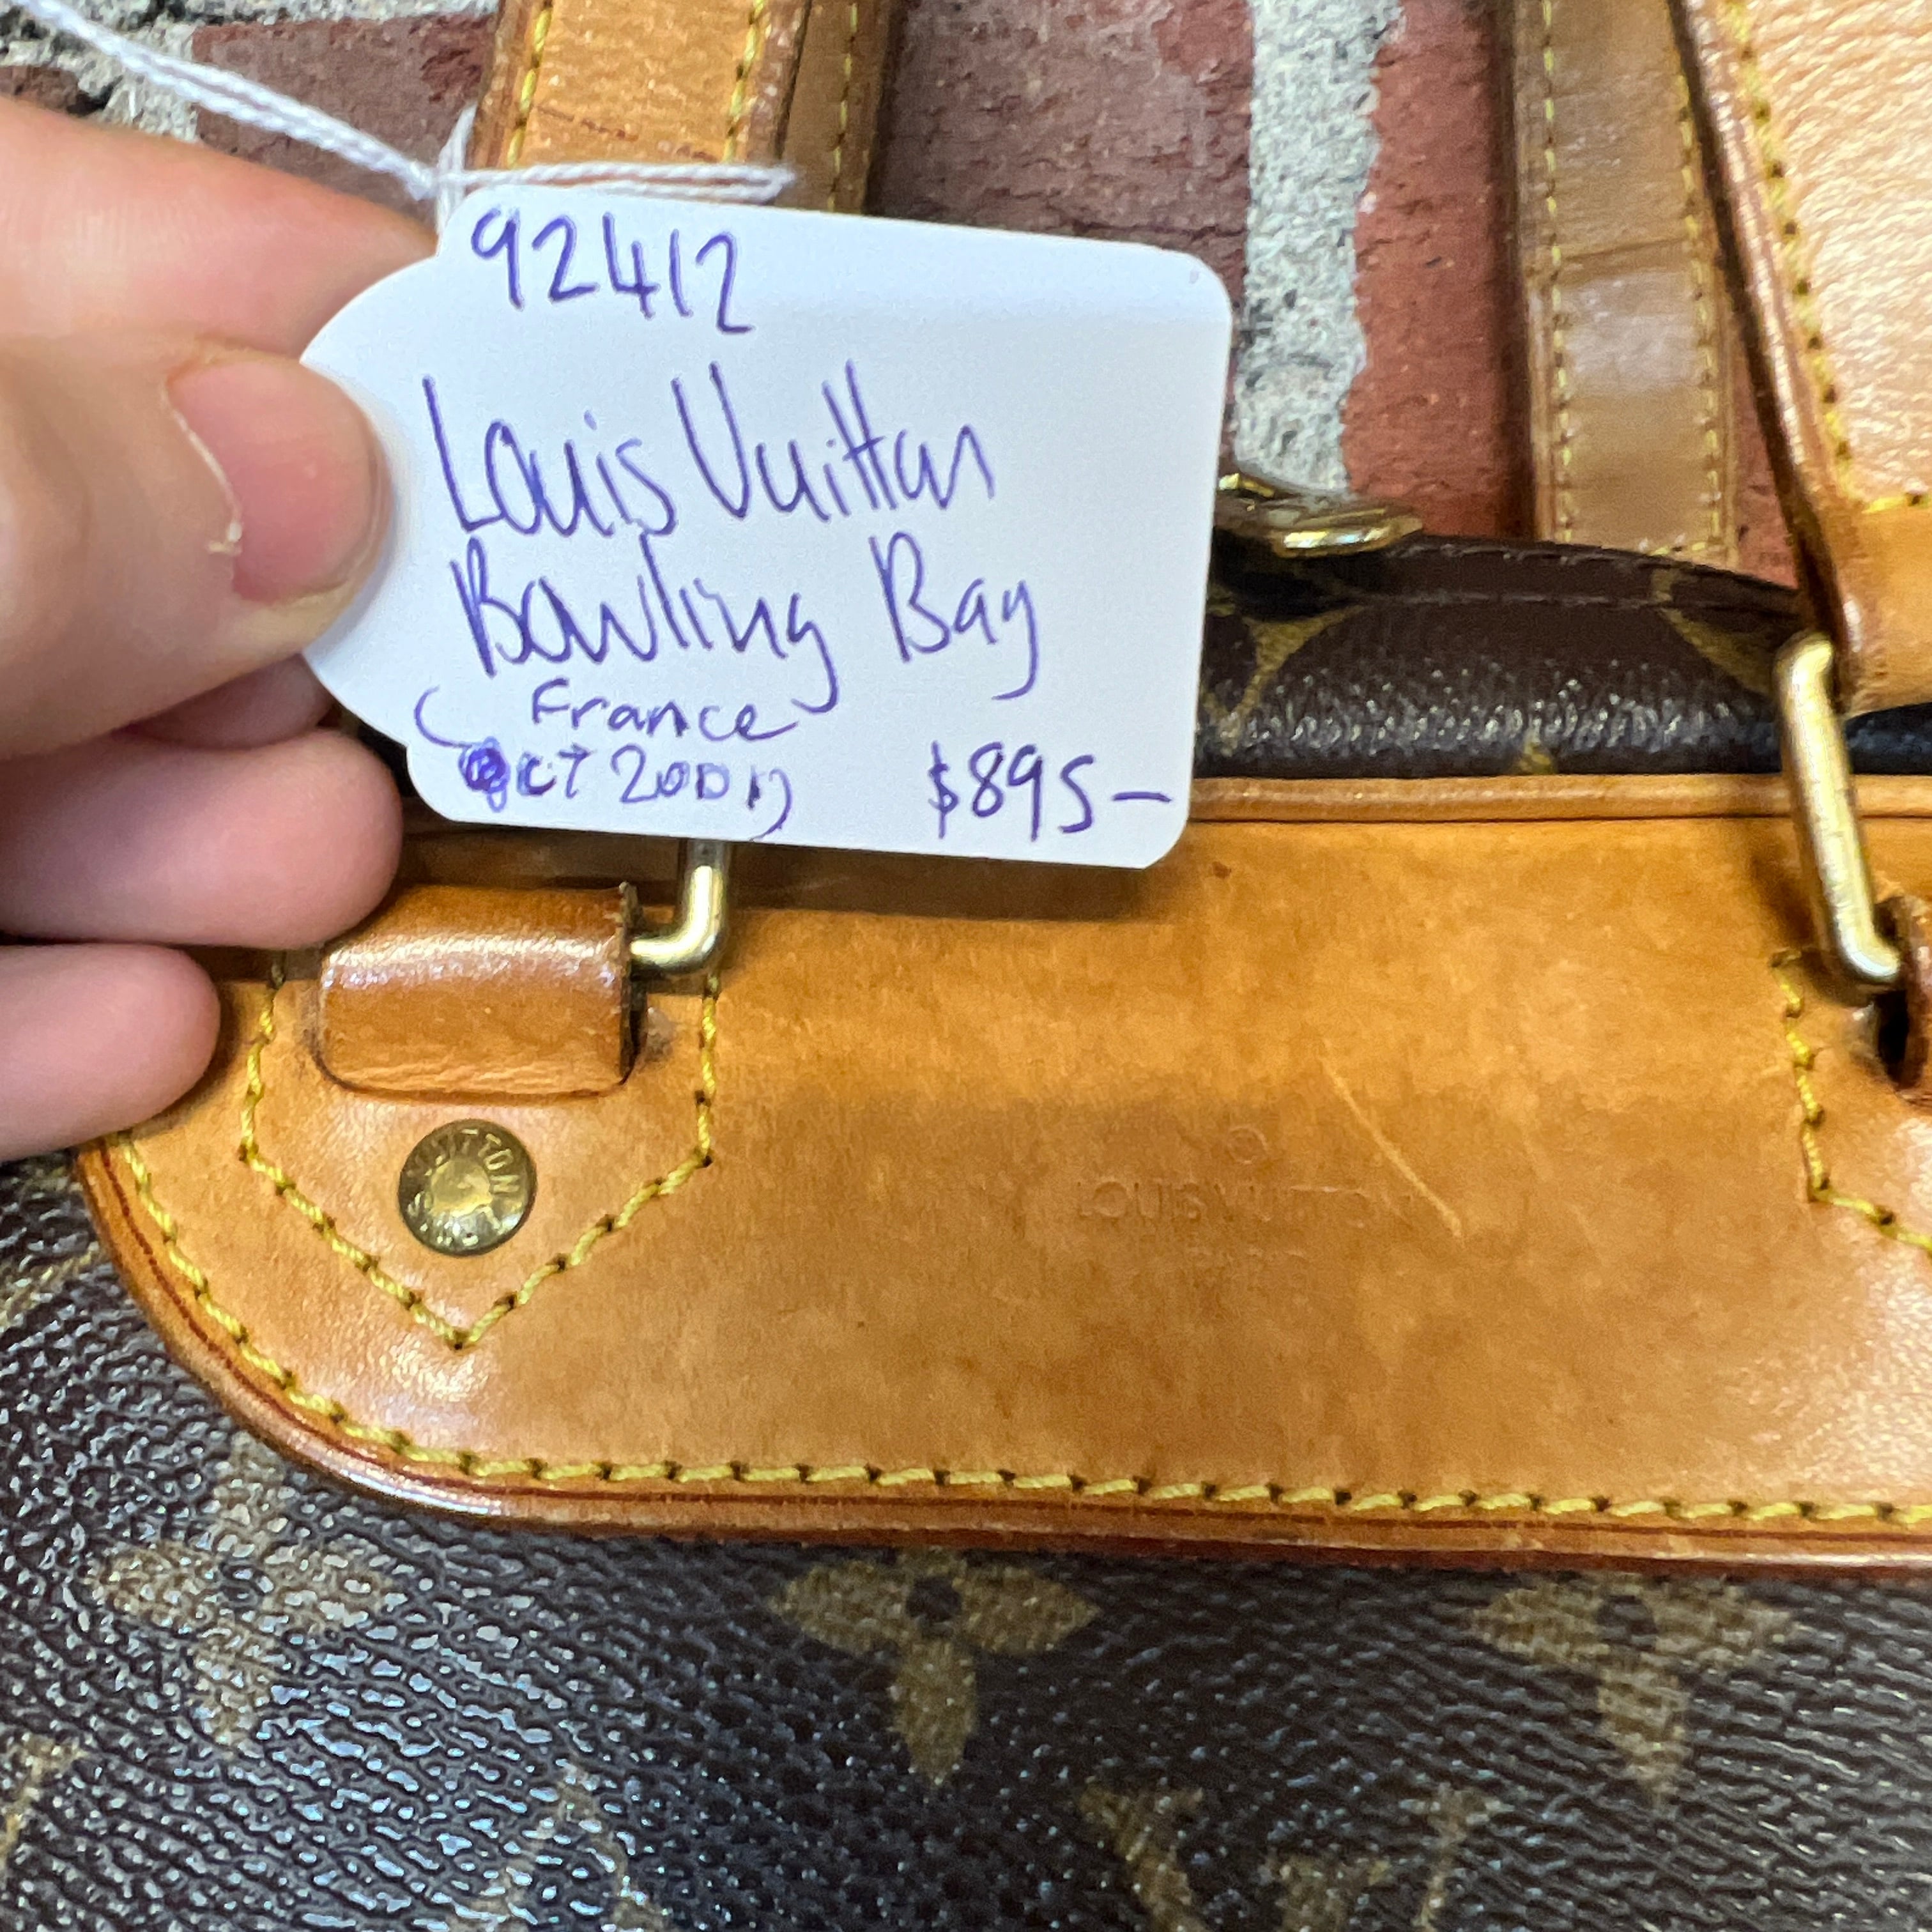 92412
Louis Vuitton
Bowling Bag
( France
Oct 2001)
$895-
©
LOUIS VUITTON